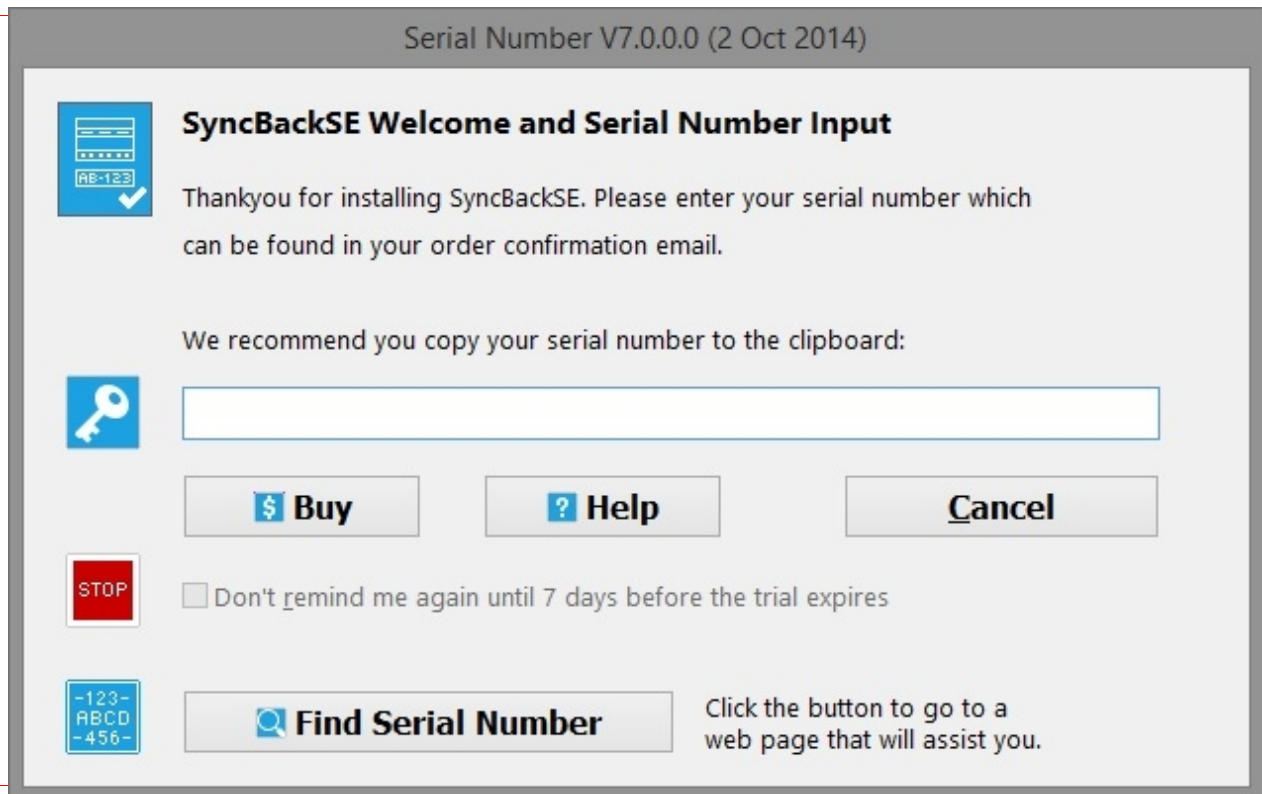 Serial Number V7.0.0.0 (2 Oct 2014)
SyncBackSE Welcome and Serial Number Input
AB-123
Thankyou for installing SyncBackSE. Please enter your serial number which
can be found in your order confirmation email.
We recommend you copy your serial number to the clipboard:
$ Buy
? Help
Cancel
STOP
Don't remind me again until 7 days before the trial expires
-123-
ABCD
-456-
Find Serial Number
Click the button to go to a
web page that will assist you.